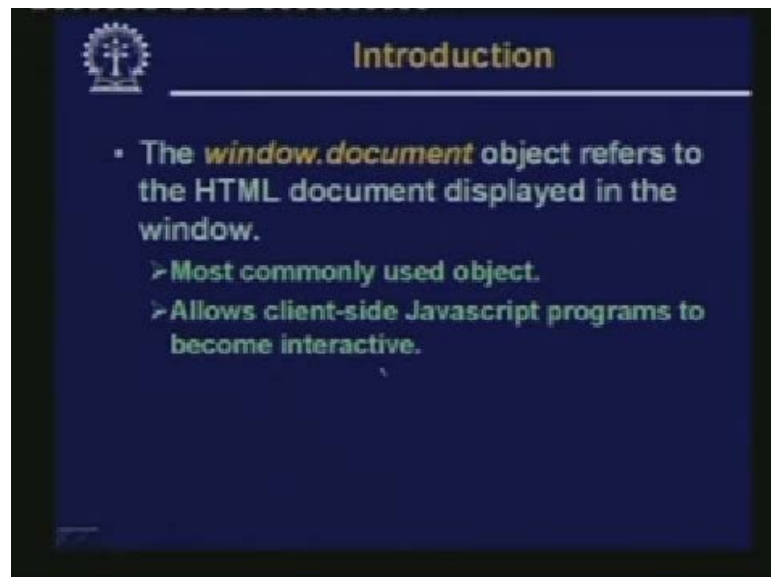 Introduction
▪ The window.document object refers to
the HTML document displayed in the
window.
➢Most commonly used object.
➢Allows client-side Javascript programs to
become interactive.